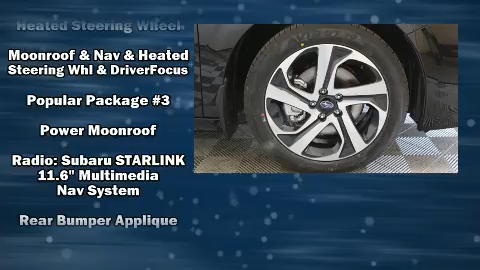 Heated Steering Wheel
Moonroof & Nav & Heated
Steering Whl & DriverFocus
Popular Package #3
Power Moonroof
Radio: Subaru STARLINK
11.6" Multimedia
Nav System
Rear Bumper Applique